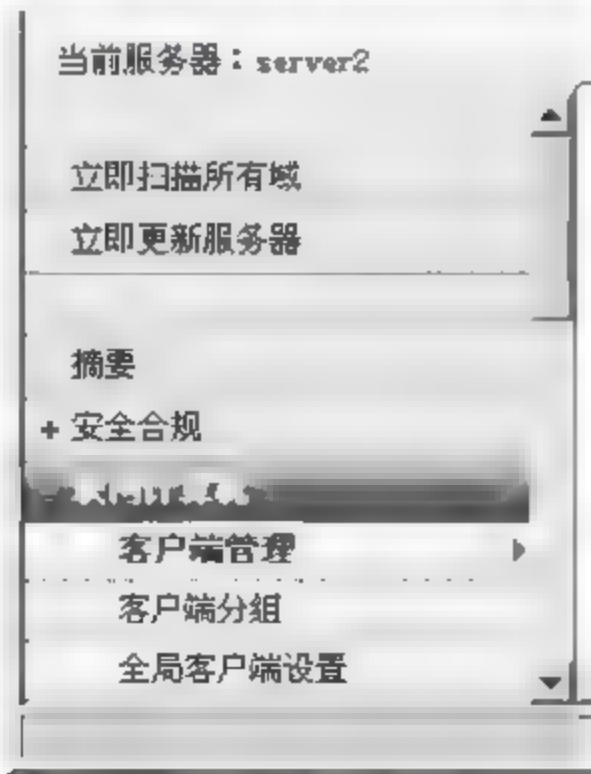 当前服务器：server2
立即扫描所有域
立即更新服务器
摘要
+ 安全合规
客户端管理
客户端分组
全局客户端设置